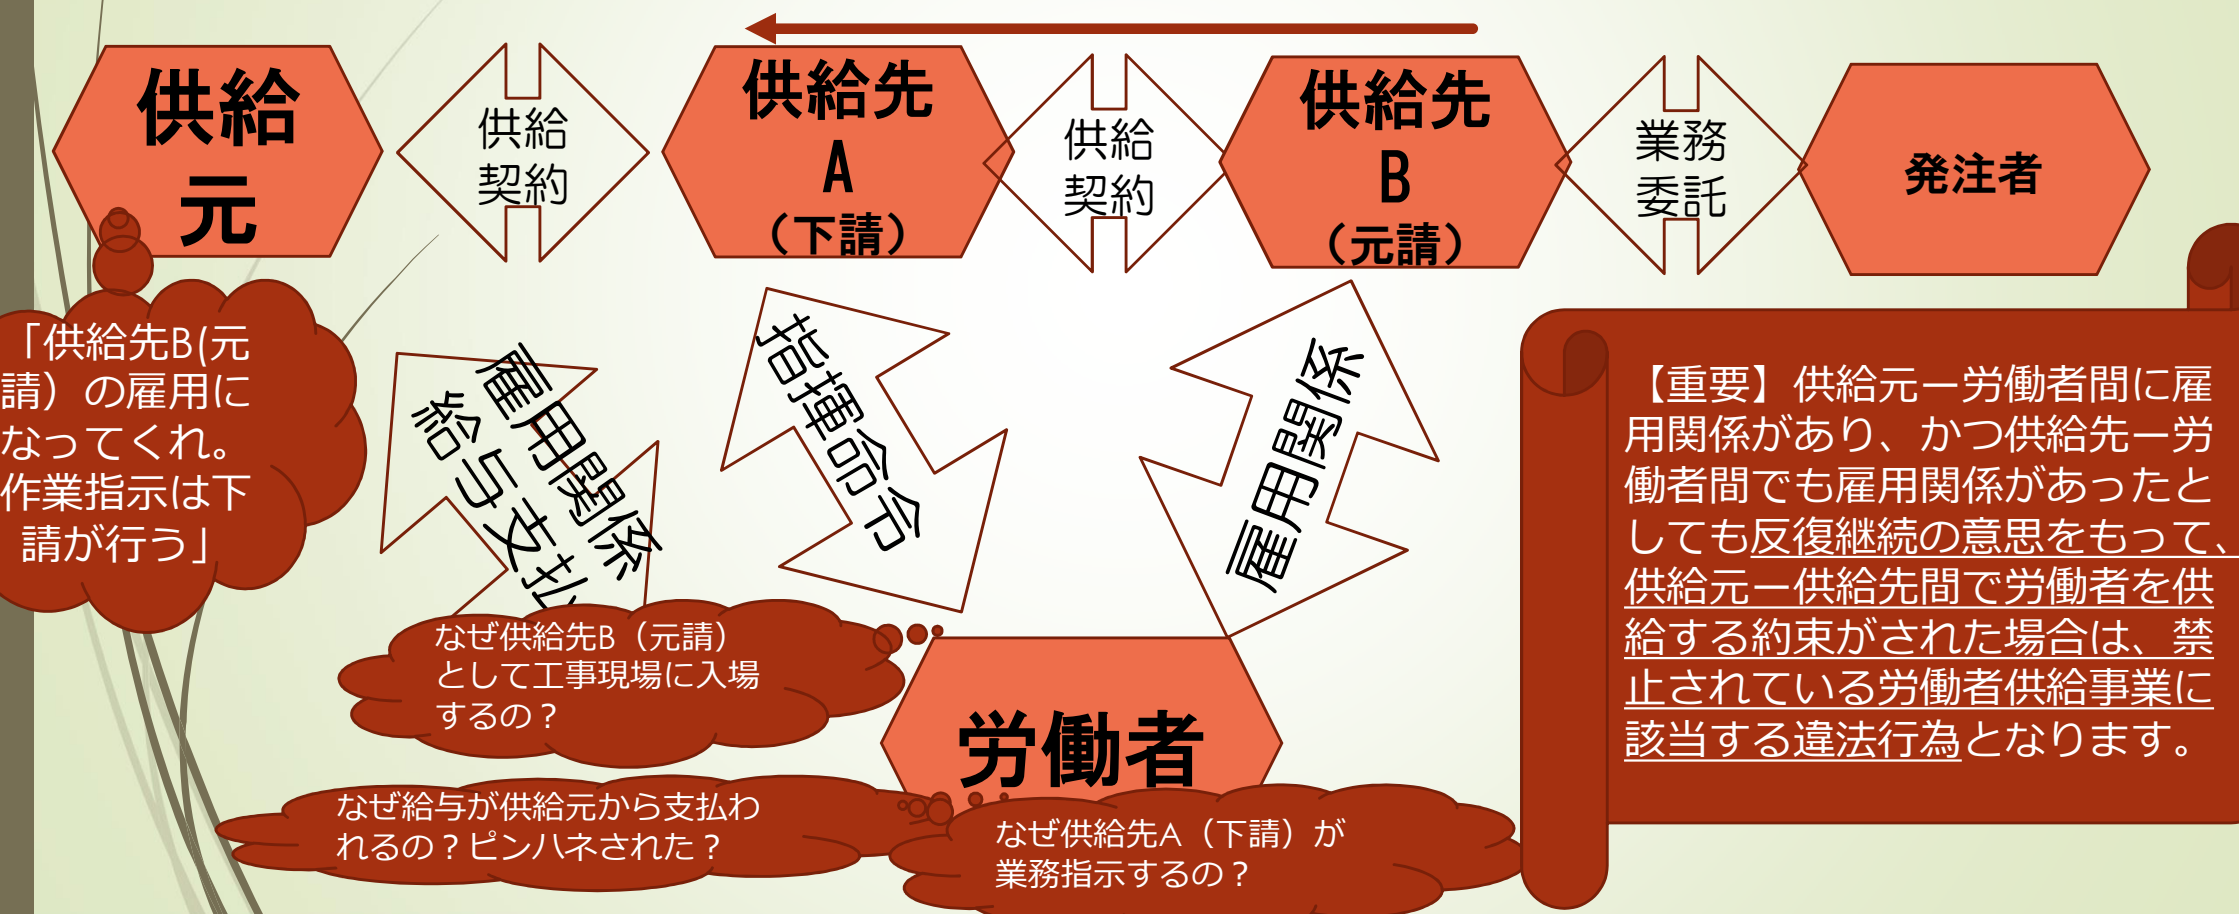 供給
元
供給
契約
供給先
A
（下請）
供給
契約
供給先
B
（元請）
業務
委託
発注者
「供給先B(元
請）の雇用に
なってくれ。
作業指示は下
請が行う」
雇用関係
給与支払
指揮命令
雇用関係
【重要】供給元ー労働者間に雇
用関係があり、かつ供給先ー労
働者間でも雇用関係があったと
しても反復継続の意思をもって、
供給元ー供給先間で労働者を供
給する約束がされた場合は、禁
止されている労働者供給事業に
該当する違法行為となります。
なぜ供給先B（元請）
として工事現場に入場
するの？
労働者
なぜ給与が供給元から支払わ
れるの？ピンハネされた？
なぜ供給先A（下請）が
業務指示するの？